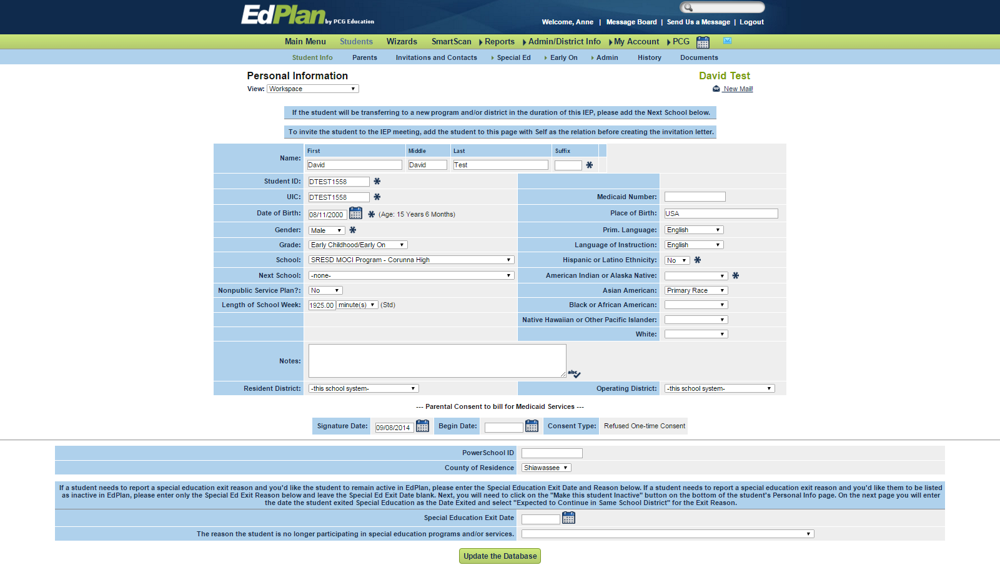 EdPlan by PCG Education
Welcome, Anne | Message Board | Send Us a Message | Logout
Main Menu Students Wizards SmartScan Reports Admin/District Info My Account PCG
Student Info Parents Invitations and Contacts Special Ed Early On Admin History Documents
Personal Information David Test
View: Workspace New Mail!
If the student will be transferring to a new program and/or district in the duration of this IEP, please add the Next School below.
To invite the student to the IEP meeting, add the student to this page with Self as the relation before creating the invitation letter.
First Middle Last Suffix
Name: David David Test
Student ID: DTEST1558
UIC: DTEST1558 Medicaid Number:
Date of Birth: 08/11/2000 (Age: 15 Years 6 Months) Place of Birth: USA
Gender: Male Prim. Language: English
Grade: Early Childhood/Early On Language of Instruction: English
School: SRESD MOCI Program - Corunna High Hispanic or Latino Ethnicity: No
Next School: -none- American Indian or Alaska Native:
Nonpublic Service Plan?: No Asian American: Primary Race
Length of School Week: 1925.00 minute(s) (Std) Black or African American:
Native Hawaiian or Other Pacific Islander:
White:
Notes:
abc
Resident District: -this school system- Operating District: -this school system-
--- Parental Consent to bill for Medicaid Services ---
Signature Date: 09/08/2014 Begin Date: Consent Type: Refused One-time Consent
PowerSchool ID
County of Residence Shiawassee
If a student needs to report a special education exit reason and you'd like the student to remain active in EdPlan, please enter the Special Education Exit Date and Reason below. If a student needs to report a special education exit reason and you'd like them to be listed
as inactive in EdPlan, please enter only the Special Ed Exit Reason below and leave the Special Ed Exit Date blank. Next, you will need to click on the "Make this student Inactive" button on the bottom of the student's Personal Info page. On the next page you will enter
the date the student exited Special Education as the Date Exited and select "Expected to Continue in Same School District" for the Exit Reason.
Special Education Exit Date
The reason the student is no longer participating in special education programs and/or services.
Update the Database